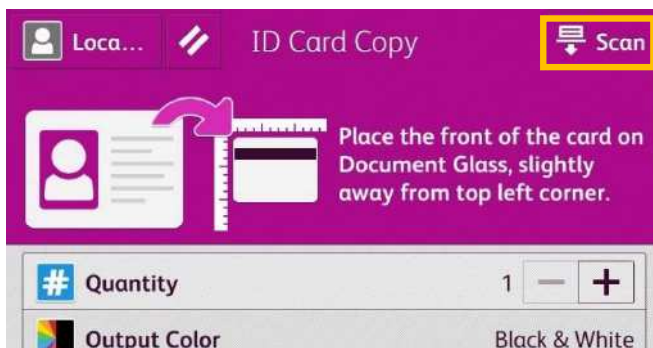 Loca...
ID Card Copy
Scan
Place the front of the card on
Document Glass, slightly
away from top left corner.
# Quantity
1 — +
Output Color
Black & White